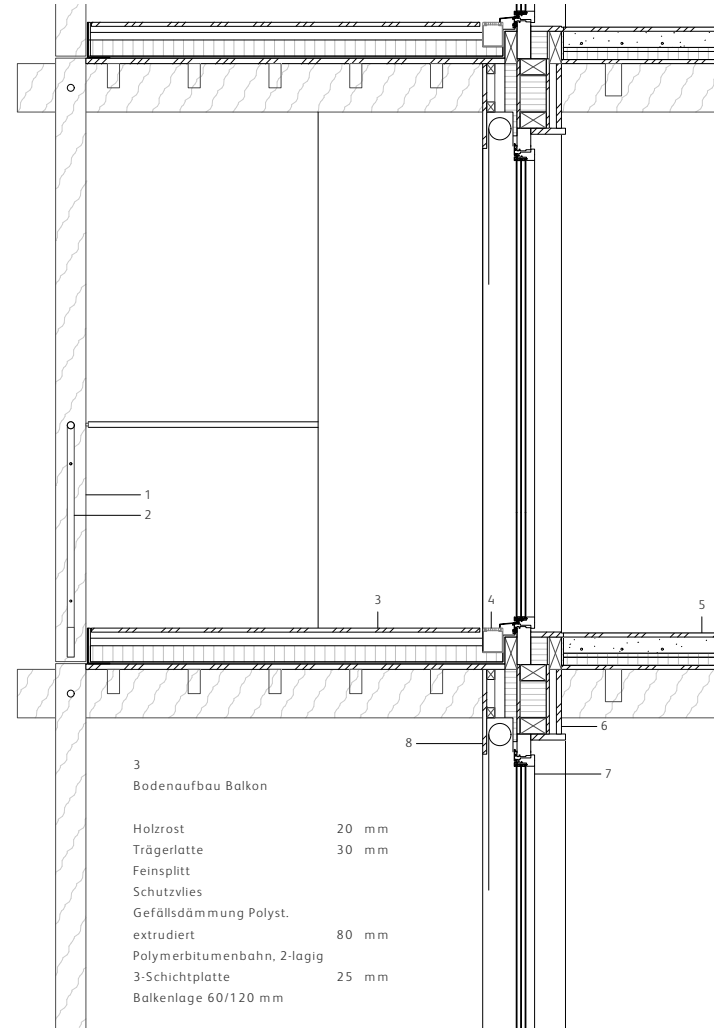 1
2
3
4
5
6
8
7
3
Bodenaufbau Balkon
Holzrost 20 mm
Trägerlatte 30 mm
Feinsplitt
Schutzvlies
Gefällsdämmung Polyst.
extrudiert 80 mm
Polymerbitumenbahn, 2-lagig
3-Schichtplatte 25 mm
Balkenlage 60/120 mm